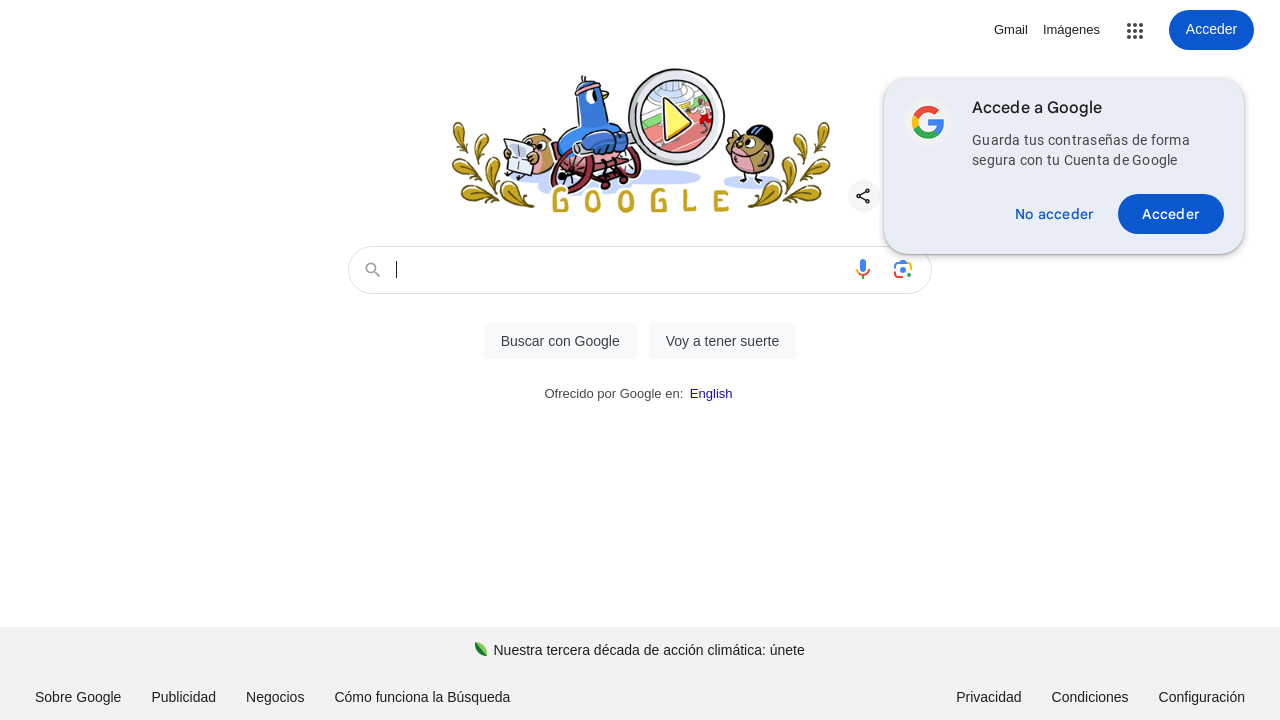 Gmail
Imágenes
Acceder
GOOGLE
Accede a Google
Guarda tus contraseñas de forma
segura con tu Cuenta de Google
No acceder
Acceder
Buscar con Google
Voy a tener suerte
Ofrecido por Google en: English
Nuestra tercera década de acción climática: únete
Sobre Google
Publicidad
Negocios
Cómo funciona la Búsqueda
Privacidad
Condiciones
Configuración